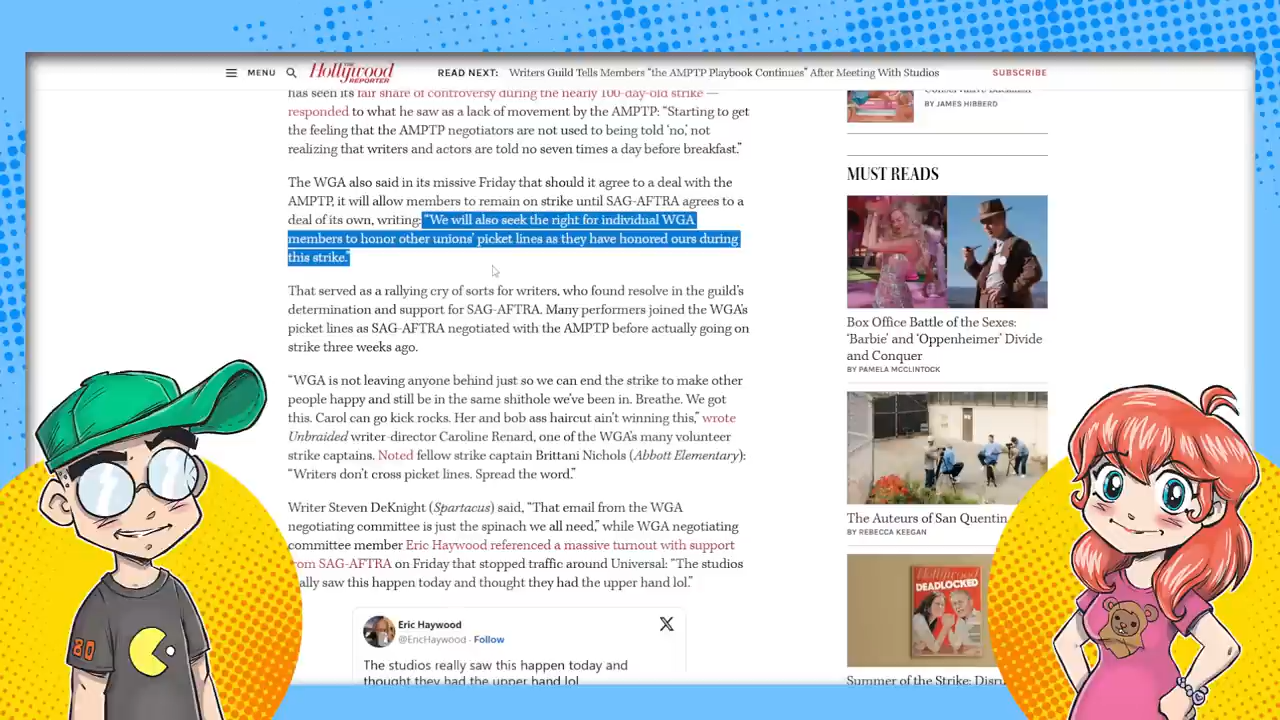 MENU
THE
Hollywood
REPORTER
READ NEXT: Writers Guild Tells Members "the AMPTP Playbook Continues" After Meeting With Studios
SUBSCRIBE
has seen its fair share of controversy during the nearly 100-day-old strike —
responded to what he saw as a lack of movement by the AMPTP: “Starting to get
the feeling that the AMPTP negotiators are not used to being told ‘no,’ not
realizing that writers and actors are told no seven times a day before breakfast.”
The WGA also said in its missive Friday that should it agree to a deal with the
AMPTP, it will allow members to remain on strike until SAG-AFTRA agrees to a
deal of its own, writing: “We will also seek the right for individual WGA
members to honor other unions’ picket lines as they have honored ours during
this strike.”
That served as a rallying cry of sorts for writers, who found resolve in the guild’s
determination and support for SAG-AFTRA. Many performers joined the WGA’s
picket lines as SAG-AFTRA negotiated with the AMPTP before actually going on
strike three weeks ago.
“WGA is not leaving anyone behind just so we can end the strike to make other
people happy and still be in the same shithole we’ve been in. Breathe. We got
this. Carol can go kick rocks. Her and bob ass haircut ain’t winning this,” wrote
Unbraided writer-director Caroline Renard, one of the WGA’s many volunteer
strike captains. Noted fellow strike captain Brittani Nichols (Abbott Elementary):
“Writers don’t cross picket lines. Spread the word.”
Writer Steven DeKnight (Spartacus) said, “That email from the WGA
negotiating committee is just the spinach we all need,” while WGA negotiating
committee member Eric Haywood referenced a massive turnout with support
from SAG-AFTRA on Friday that stopped traffic around Universal: “The studios
really saw this happen today and thought they had the upper hand lol.”
Eric Haywood
@EricHaywood · Follow
The studios really saw this happen today and
thought they had the upper hand lol
BY JAMES HIBBERD
MUST READS
Box Office Battle of the Sexes:
‘Barbie’ and ‘Oppenheimer’ Divide
and Conquer
BY PAMELA MCCLINTOCK
The Auteurs of San Quentin
BY REBECCA KEEGAN
Hollywood
DEADLOCKED
Summer of the Strike:
80